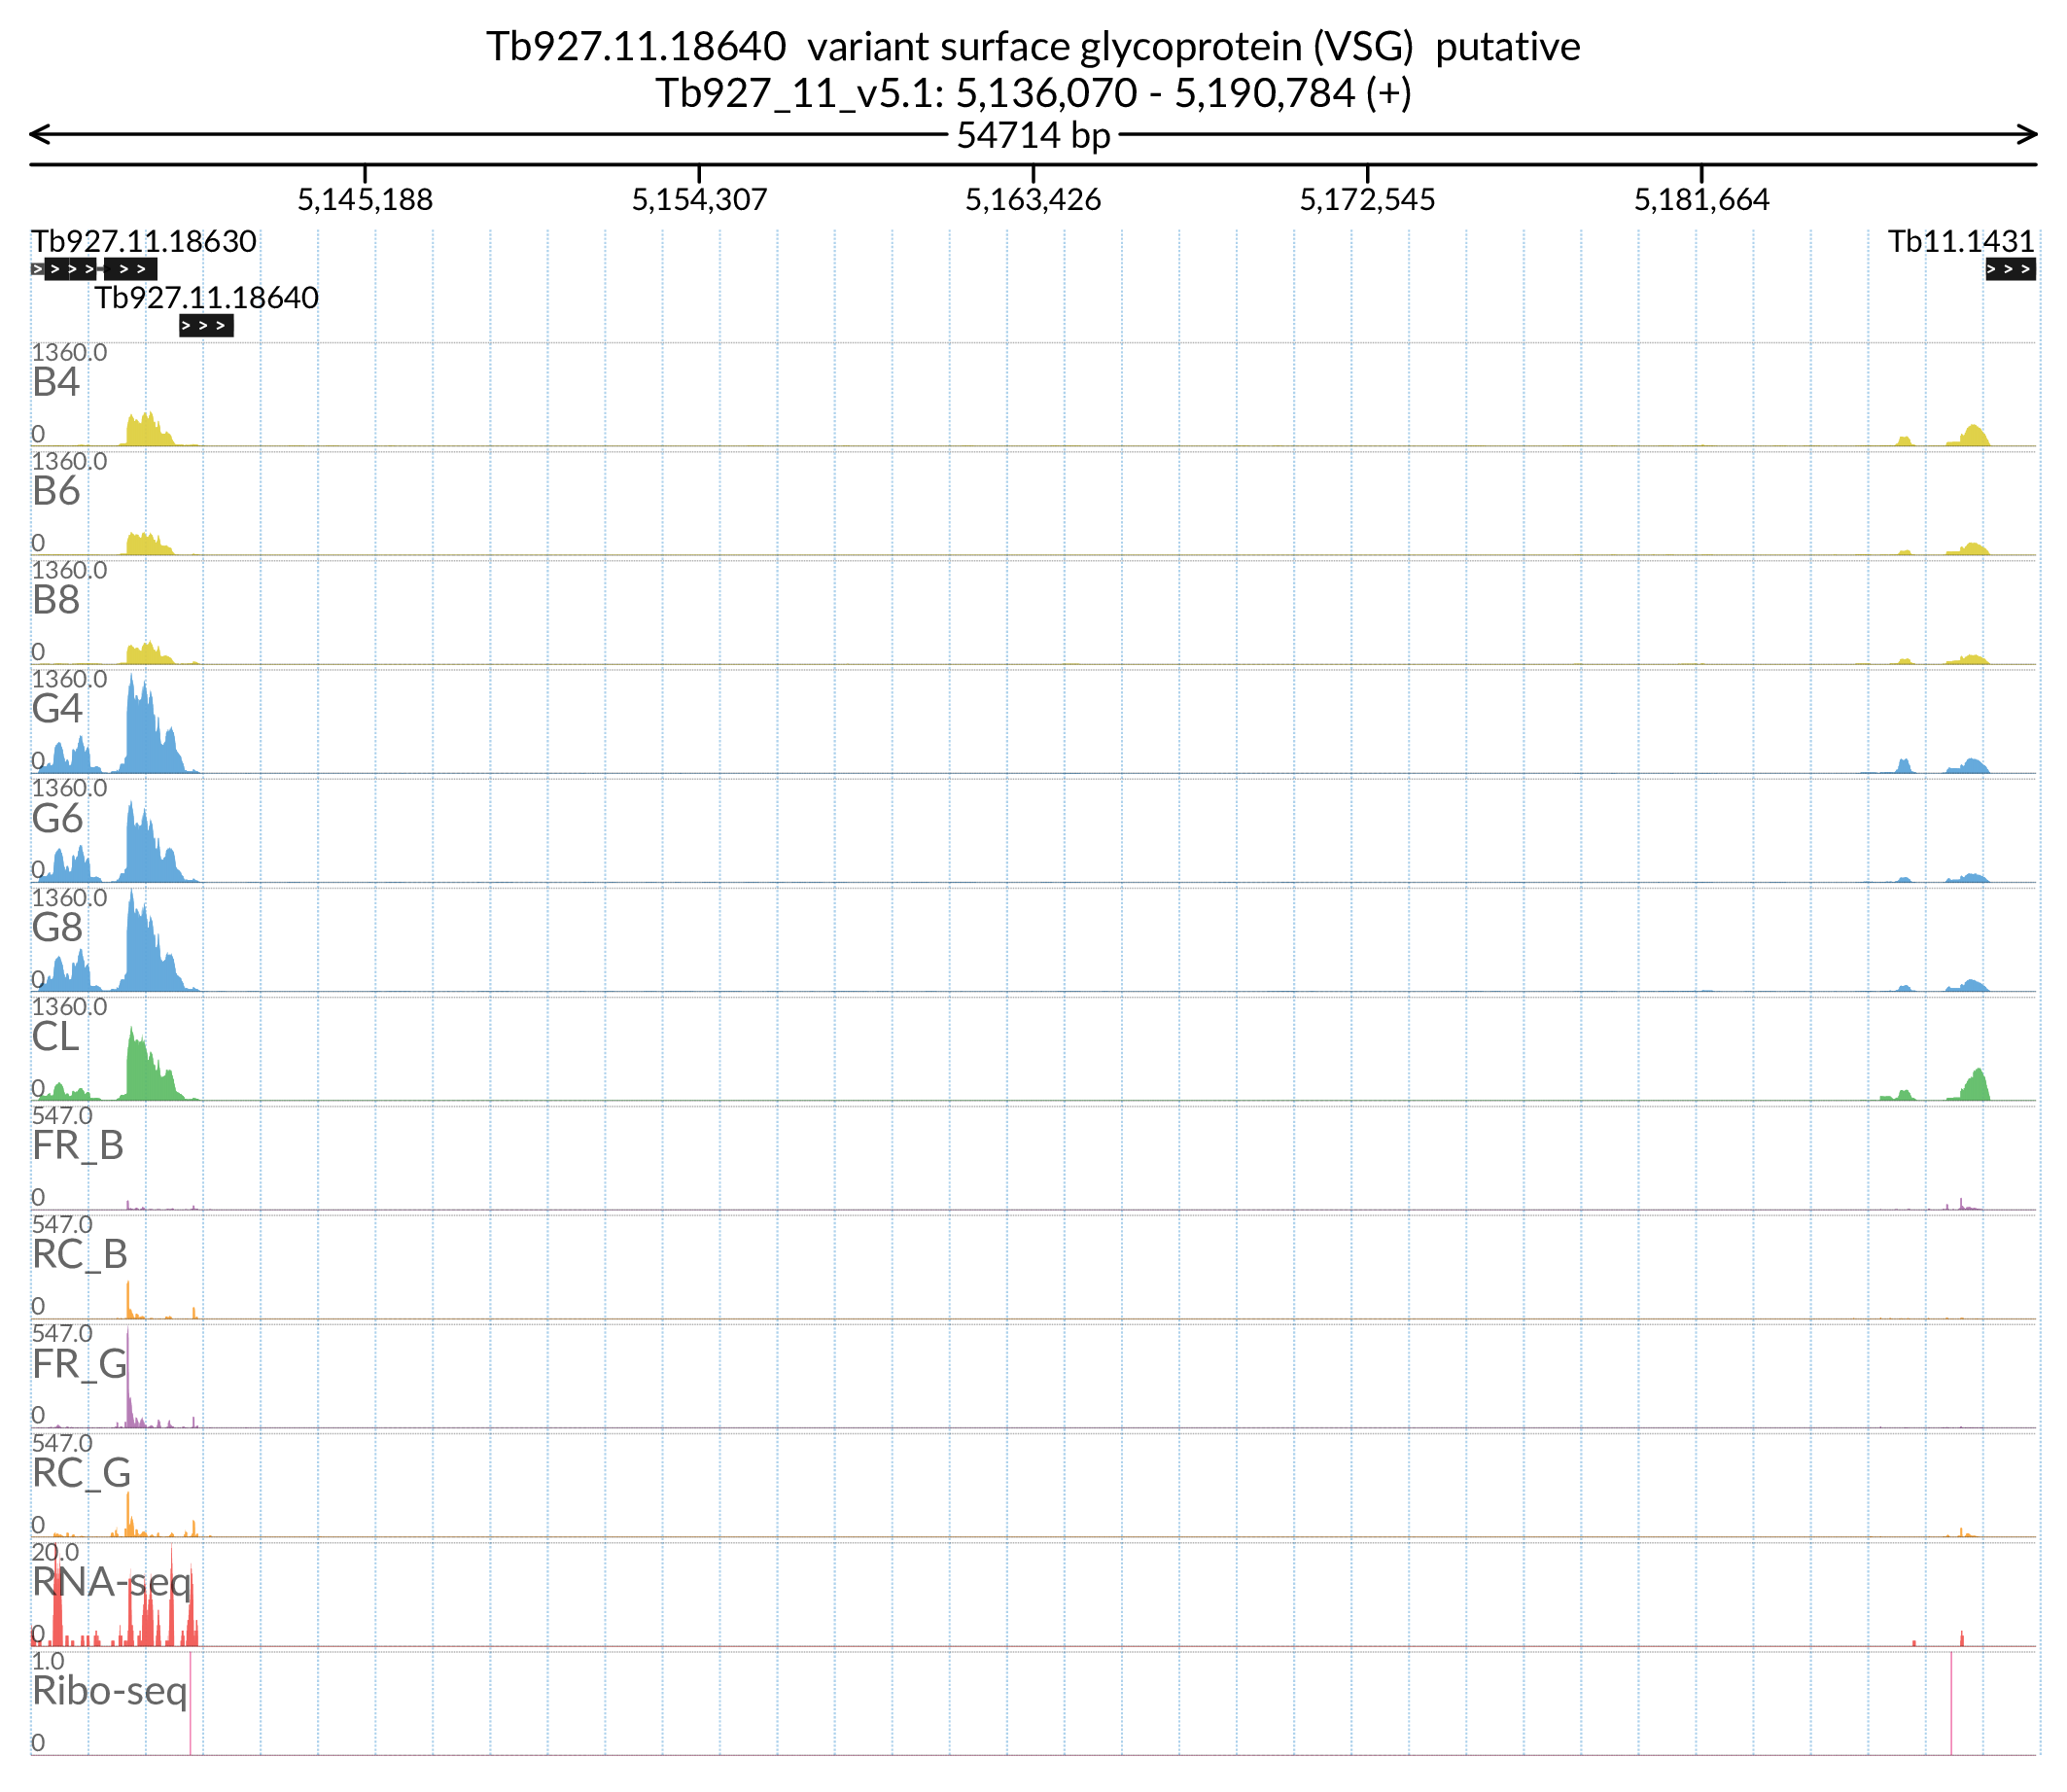 Tb927.11.18640 variant surface glycoprotein (VSG) putative
Tb927_11_v5.1: 5,136,070 - 5,190,784 (+)
54714 bp
5,145,188 5,154,307 5,163,426 5,172,545 5,181,664
Tb927.11.18630 Tb11.1431
> > > > > > > > >
Tb927.11.18640
> > >
1360.0
B4
0
1360.0
B6
0
1360.0
B8
0
1360.0
G4
0
1360.0
G6
0
1360.0
G8
0
1360.0
CL
0
547.0
FR_B
0
547.0
RC_B
0
547.0
FR_G
0
547.0
RC_G
0
20.0
RNA-seq
0
1.0
Ribo-seq
0